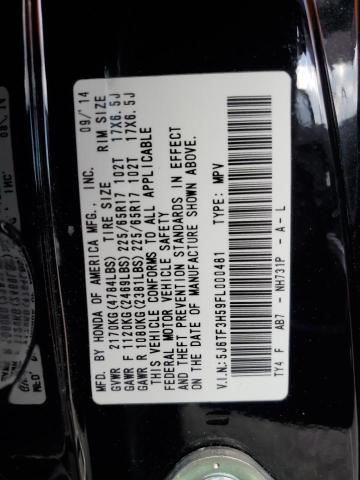 MFD. BY HONDA OF AMERICA MFG., INC. 09/'14
GVWR 2170KG(4784LBS) TIRE SIZE RIM SIZE
GAWR F 1120KG(2469LBS) 225/65R17 102T 17X6.5J
GAWR R 1080KG(2381LBS) 225/65R17 102T 17X6.5J
THIS VEHICLE CONFORMS TO ALL APPLICABLE
FEDERAL MOTOR VEHICLE SAFETY
AND THEFT PREVENTION STANDARDS IN EFFECT
ON THE DATE OF MANUFACTURE SHOWN ABOVE.
V.I.N.:5J6TF3H59FL000481 TYPE: MPV
TY4 F AB7 - NH731P - A - L